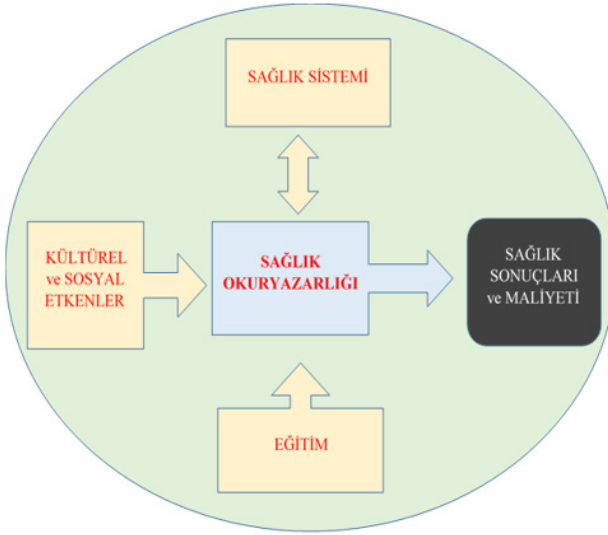 SAĞLIK SİSTEMİ
KÜLTÜREL
ve SOSYAL
ETKENLER
SAĞLIK
OKURYAZARLIĞI
SAĞLIK
SONUÇLARI
ve MALİYETİ
EĞİTİM